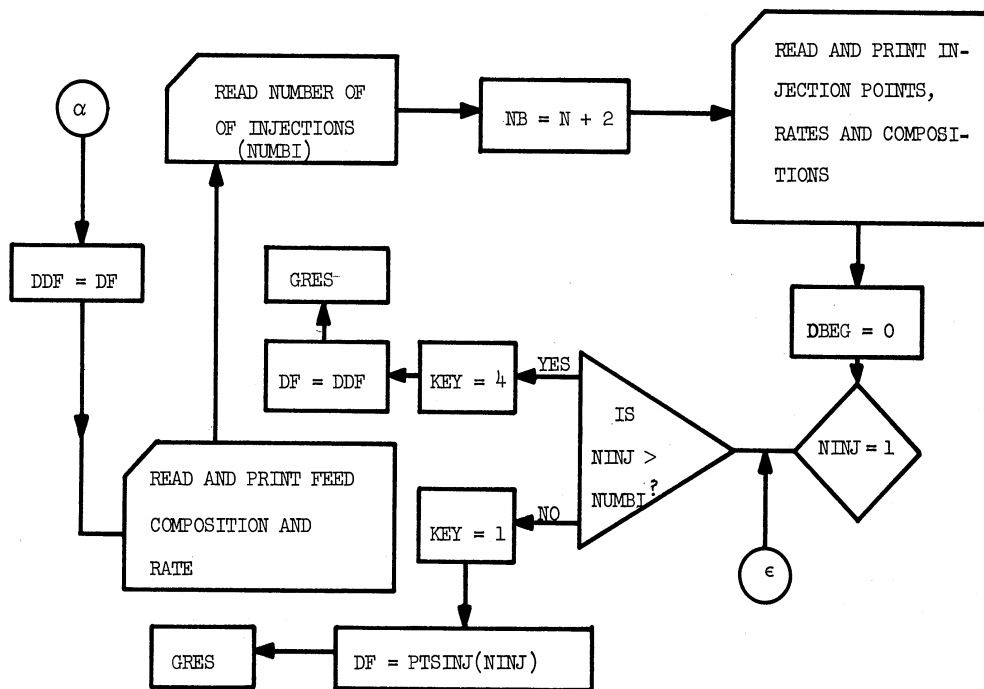 α
DDF = DF
READ AND PRINT FEED
COMPOSITION AND
RATE
READ NUMBER OF
OF INJECTIONS
(NUMBI)
NB = N + 2
READ AND PRINT IN-
JECTION POINTS,
RATES AND COMPOSI-
TIONS
DBEG = 0
NINJ = 1
ϵ
IS
NINJ >
NUMBI?
YES
KEY = 4
DF = DDF
GRES
NO
KEY = 1
DF = PTSINJ(NINJ)
GRES